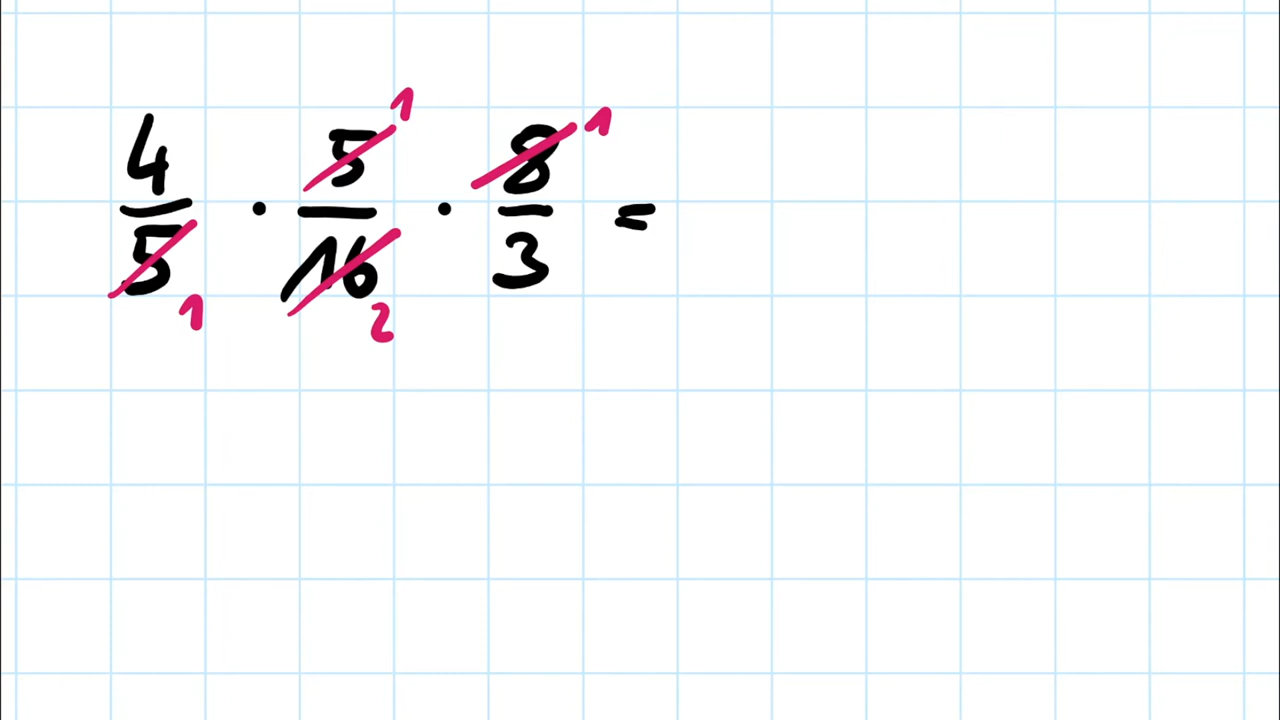 4/5 · 5/16 · 8/3 =
1 1
1 2